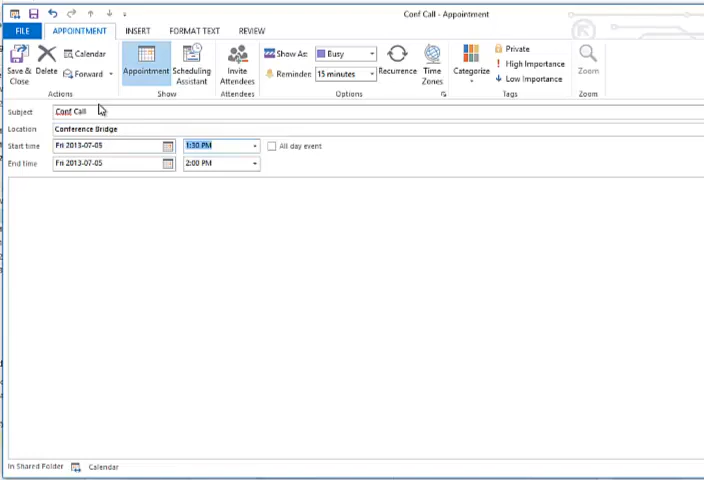 Conf Call - Appointment
FILE APPOINTMENT INSERT FORMAT TEXT REVIEW
Save & Close
Delete
Calendar
Forward
Actions
Appointment
Scheduling Assistant
Show
Invite Attendees
Attendees
Show As: Busy
Reminder: 15 minutes
Recurrence
Time Zones
Options
Categorize
Private
High Importance
Low Importance
Tags
Zoom
Zoom
Subject Conf Call
Location Conference Bridge
Start time Fri 2013-07-05 1:30 PM All day event
End time Fri 2013-07-05 2:00 PM
In Shared Folder Calendar